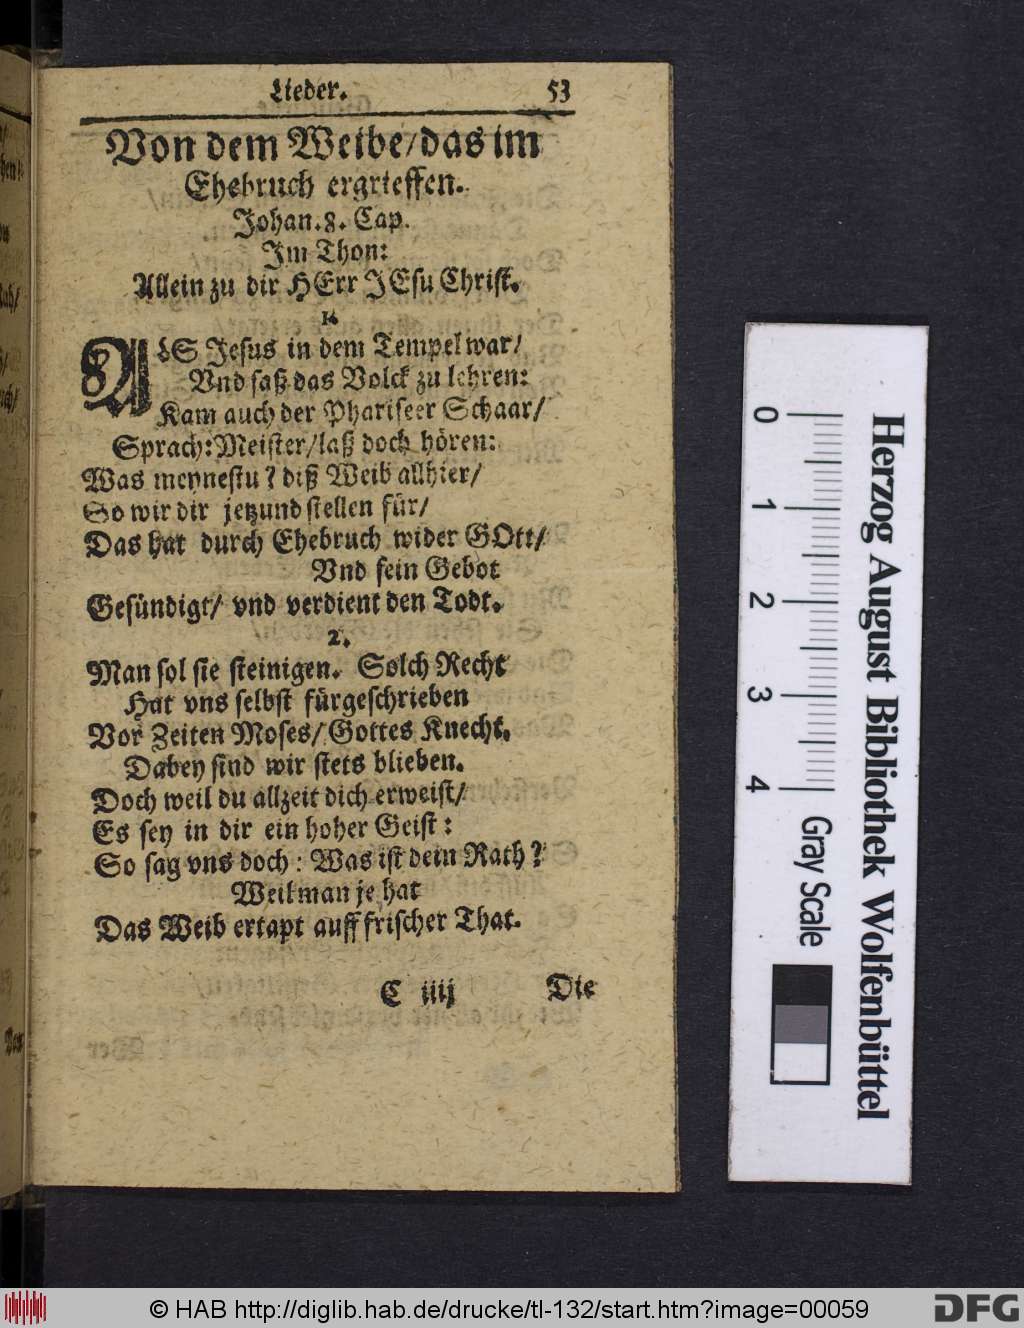 Lieder. 53
Von dem Weibe/das im
Ehebruch ergrieffen.
Johan.8. Cap.
Im Thon:
Allein zu dir HErr JEsu Christ.
1.
ALS Jesus in dem Tempel war/
Vnd saß das Volck zu lehren:
Kam auch der Phariseer Schaar/
Sprach: Meister/laß doch hören:
Was meynestu? diß Weib allhier/
So wir dir jetzund stellen für/
Das hat durch Ehebruch wider GOtt/
Vnd sein Gebot
Gesündigt/ vnd verdient den Todt.
2.
Man sol sie steinigen. Solch Recht
Hat vns selbst fürgeschrieben
Vor Zeiten Moses/Gottes Knecht.
Dabey sind wir stets blieben.
Doch weil du allzeit dich erweist/
Es sey in dir ein hoher Geist:
So sag vns doch: Was ist dein Rath?
Weil man je hat
Das Weib ertapt auff frischer That.
C iiij Die
Herzog August Bibliothek Wolfenbüttel
0 1 2 3 4 Gray Scale
© HAB http://diglib.hab.de/drucke/tl-132/start.htm?image=00059
DFG